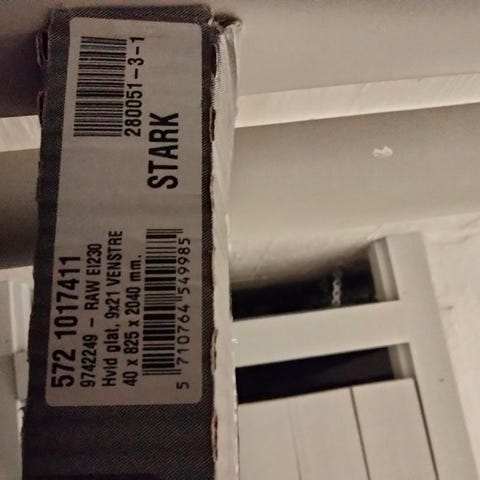 572 1017411
9742249 - RAW EI230
Hvid glat, 9x21 VENSTRE
40 x 825 x 2040 mm.
5 710764 549985
280051-3-1
STARK